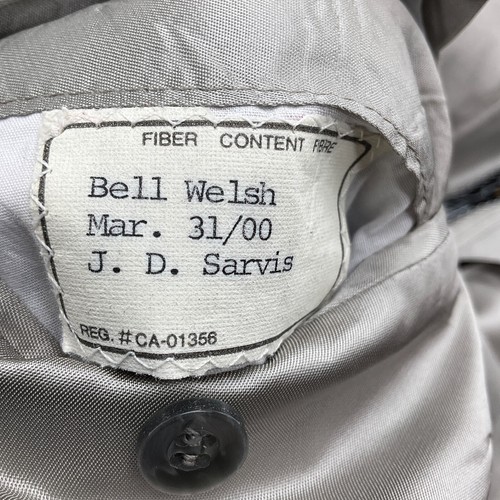 FIBER CONTENT FIBRE
Bell Welsh
Mar. 31/00
J. D. Sarvis
REG. # CA-01356